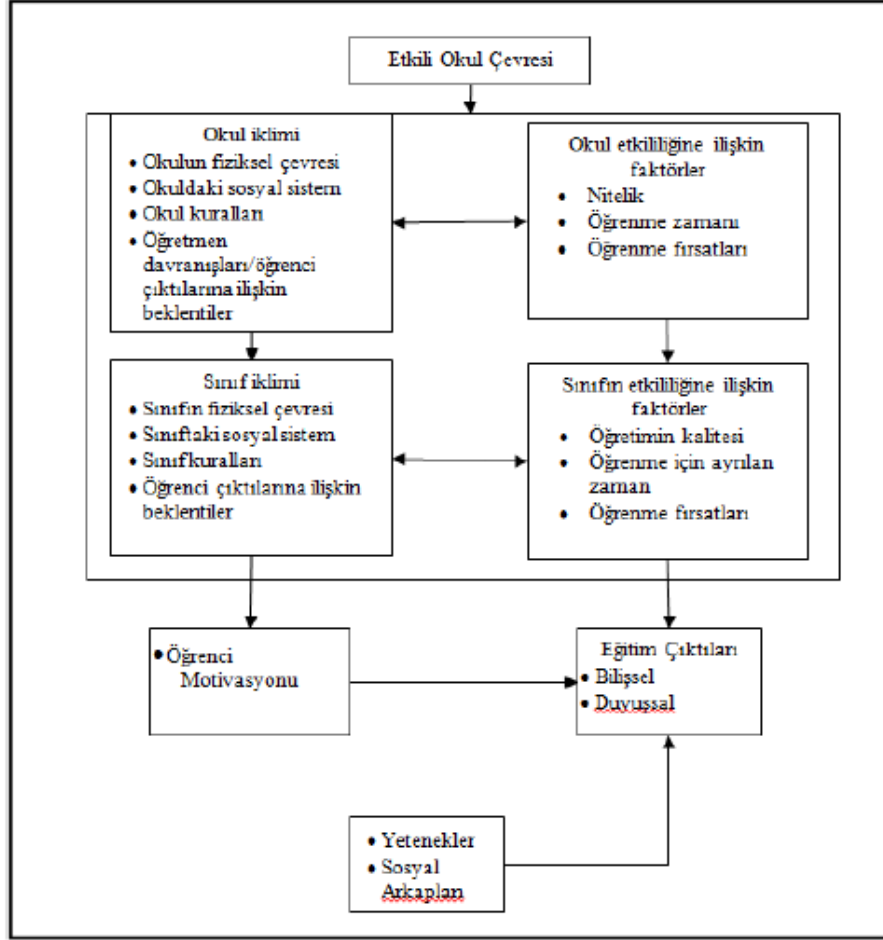 Etkili Okul Çevresi
Okul iklimi
• Okulun fiziksel çevresi
• Okuldaki sosyal sistem
• Okul kuralları
• Öğretmen
davranışları/öğrenci
çıktılarına ilişkin
beklentiler
Okul etkililiğine ilişkin
faktörler
• Nitelik
• Öğrenme zamanı
• Öğrenme fırsatları
Sınıf iklimi
• Sınıfın fiziksel çevresi
• Sınıftaki sosyal sistem
• Sınıf kuralları
• Öğrenci çıktılarına ilişkin
beklentiler
Sınıfın etkililiğine ilişkin
faktörler
• Öğretimin kalitesi
• Öğrenme için ayrılan
zaman
• Öğrenme fırsatları
• Öğrenci
Motivasyonu
Eğitim Çıktıları
• Bilişsel
• Duyuşsal
• Yetenekler
• Sosyal
Arkaplan